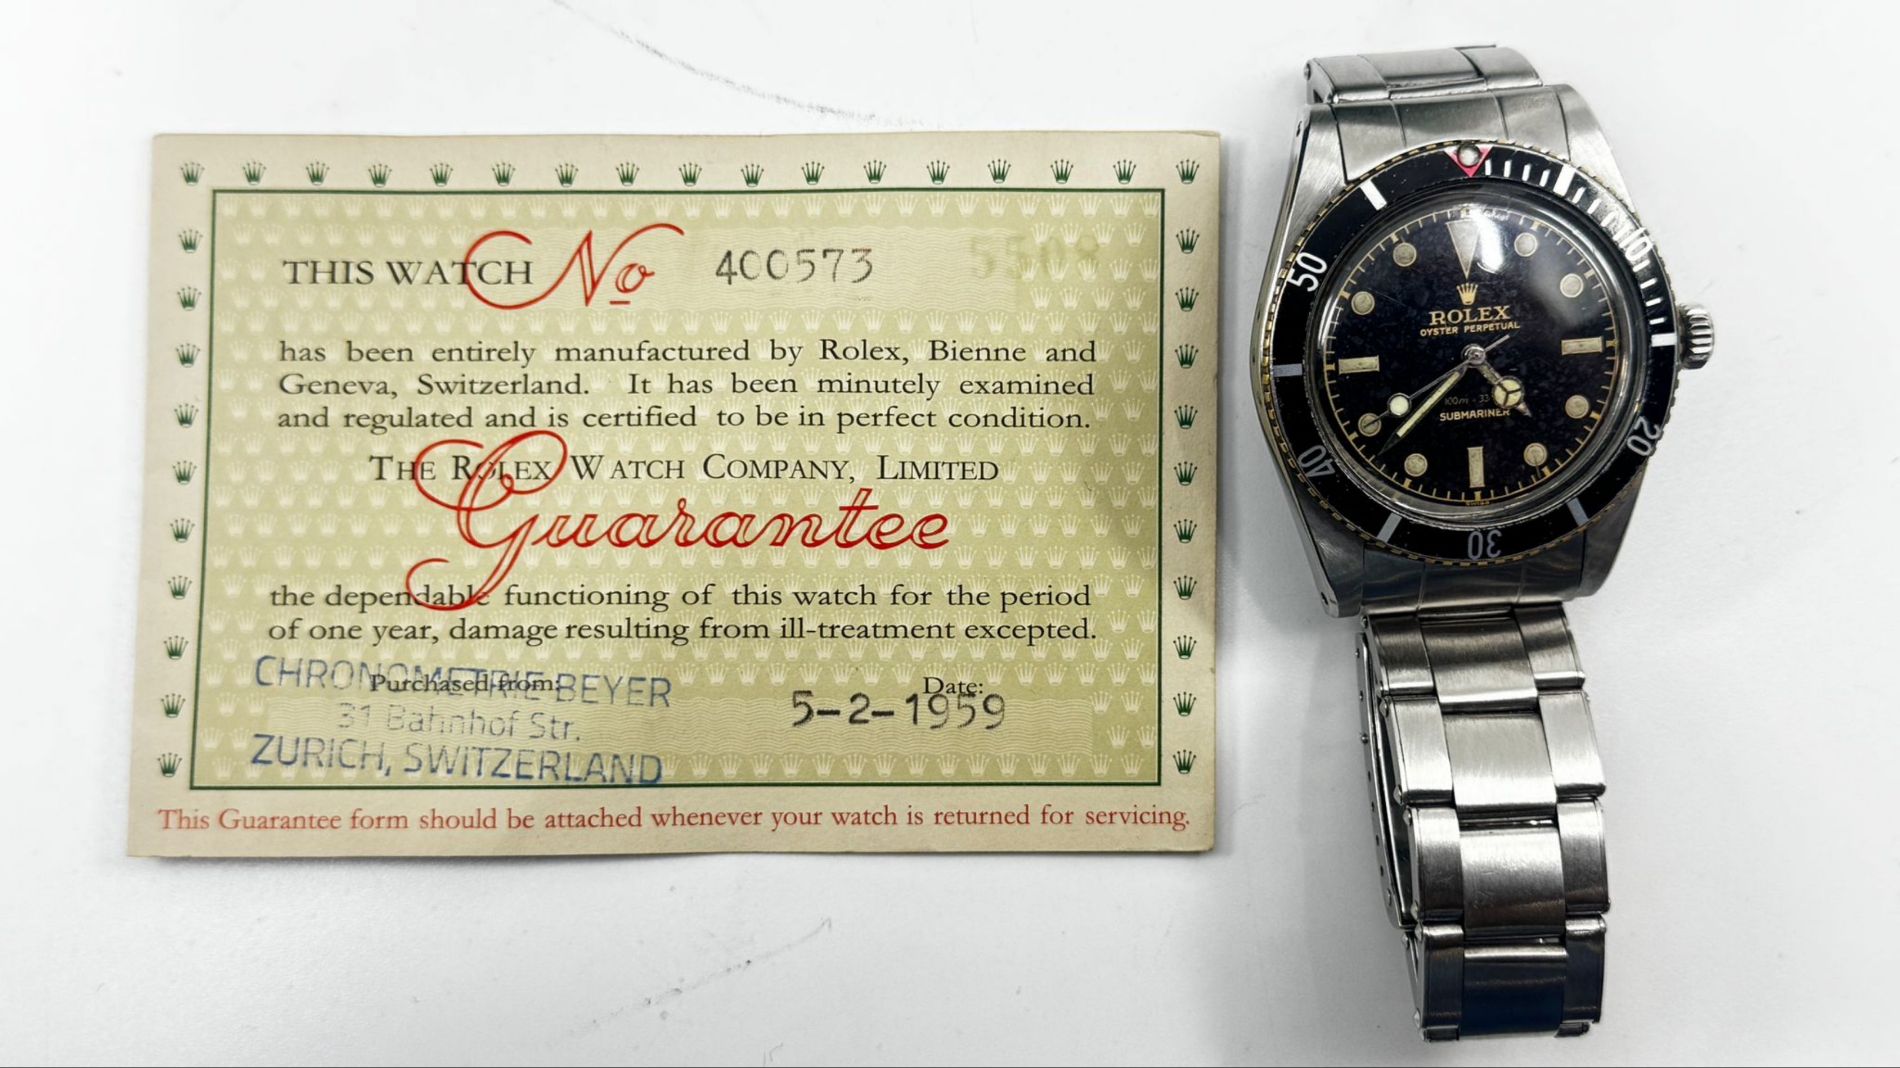 THIS WATCH No 400573 5508
has been entirely manufactured by Rolex, Bienne and
Geneva, Switzerland. It has been minutely examined
and regulated and is certified to be in perfect condition.
THE ROLEX WATCH COMPANY, LIMITED
Guarantee
the dependable functioning of this watch for the period
of one year, damage resulting from ill-treatment excepted.
Purchased from:
CHRONOMETRIE BEYER
31 Bahnhof Str.
ZURICH, SWITZERLAND
Date:
5-2-1959
This Guarantee form should be attached whenever your watch is returned for servicing.
10
20
30
40
50
ROLEX
OYSTER PERPETUAL
100m
SUBMARINER